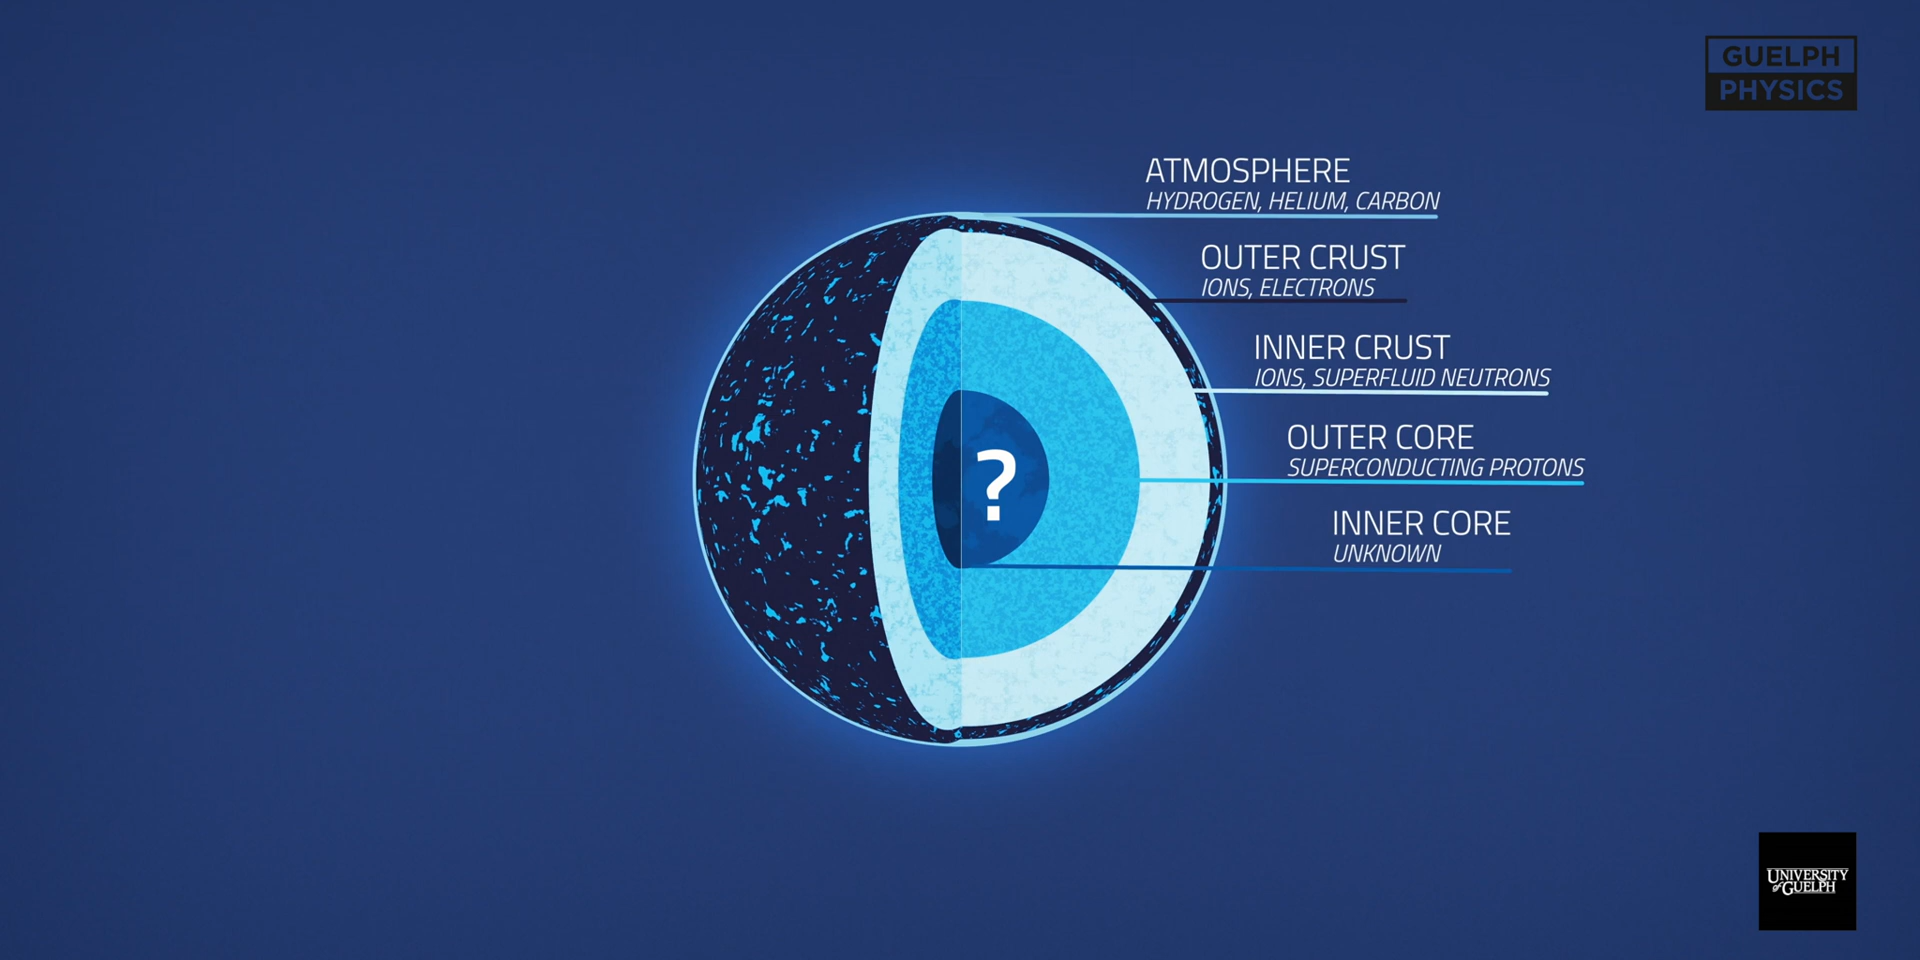 GUELPH
PHYSICS
ATMOSPHERE
HYDROGEN, HELIUM, CARBON
OUTER CRUST
IONS, ELECTRONS
INNER CRUST
IONS, SUPERFLUID NEUTRONS
OUTER CORE
SUPERCONDUCTING PROTONS
?
INNER CORE
UNKNOWN
UNIVERSITY
of GUELPH